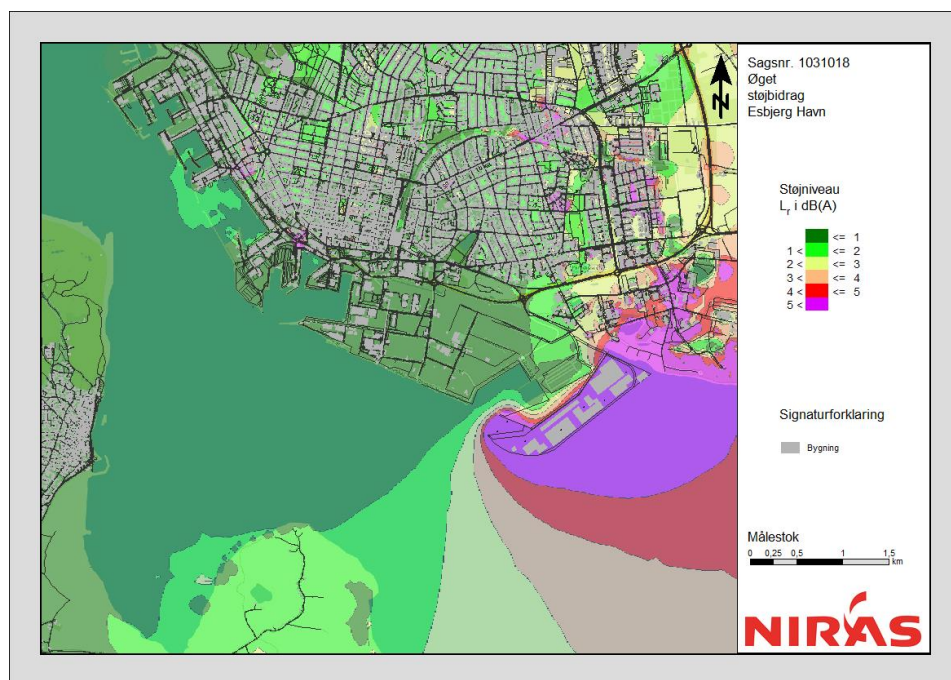 Sagsnr. 1031018
Øget
støjbidrag
Esbjerg Havn
N
Støjniveau
Lr i dB(A)
<= 1
1 < <= 2
2 < <= 3
3 < <= 4
4 < <= 5
5 <
Signaturforklaring
Bygning
Målestok
0 0,25 0,5 1 1,5
km
NIRAS